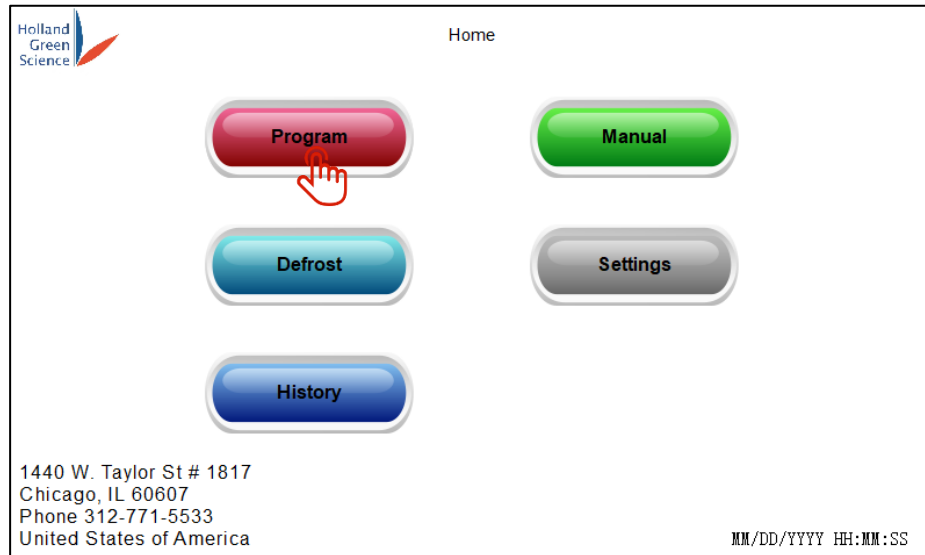 Holland
Green
Science
Home
Program
Manual
Defrost
Settings
History
1440 W. Taylor St # 1817
Chicago, IL 60607
Phone 312-771-5533
United States of America
MM/DD/YYYY HH:MM:SS